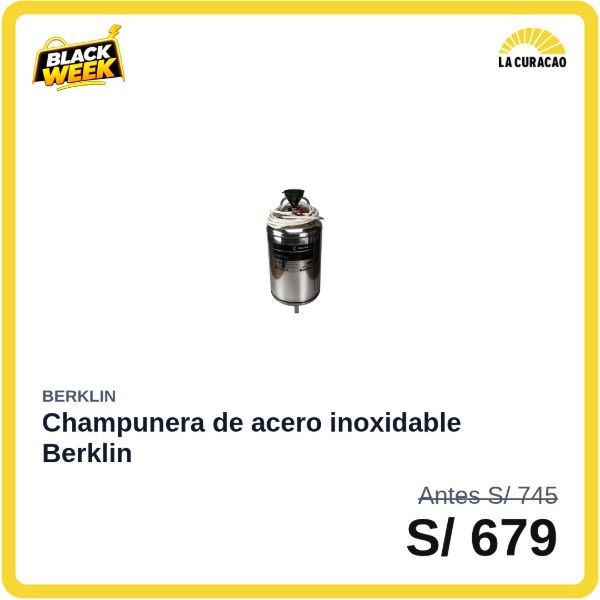 BLACK
WEEK
LA CURACAO
BERKLIN
Champunera de acero inoxidable
Berklin
Antes S/ 745
S/ 679